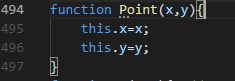 494 function Point(x,y){
495     this.x=x;
496     this.y=y;
497 }